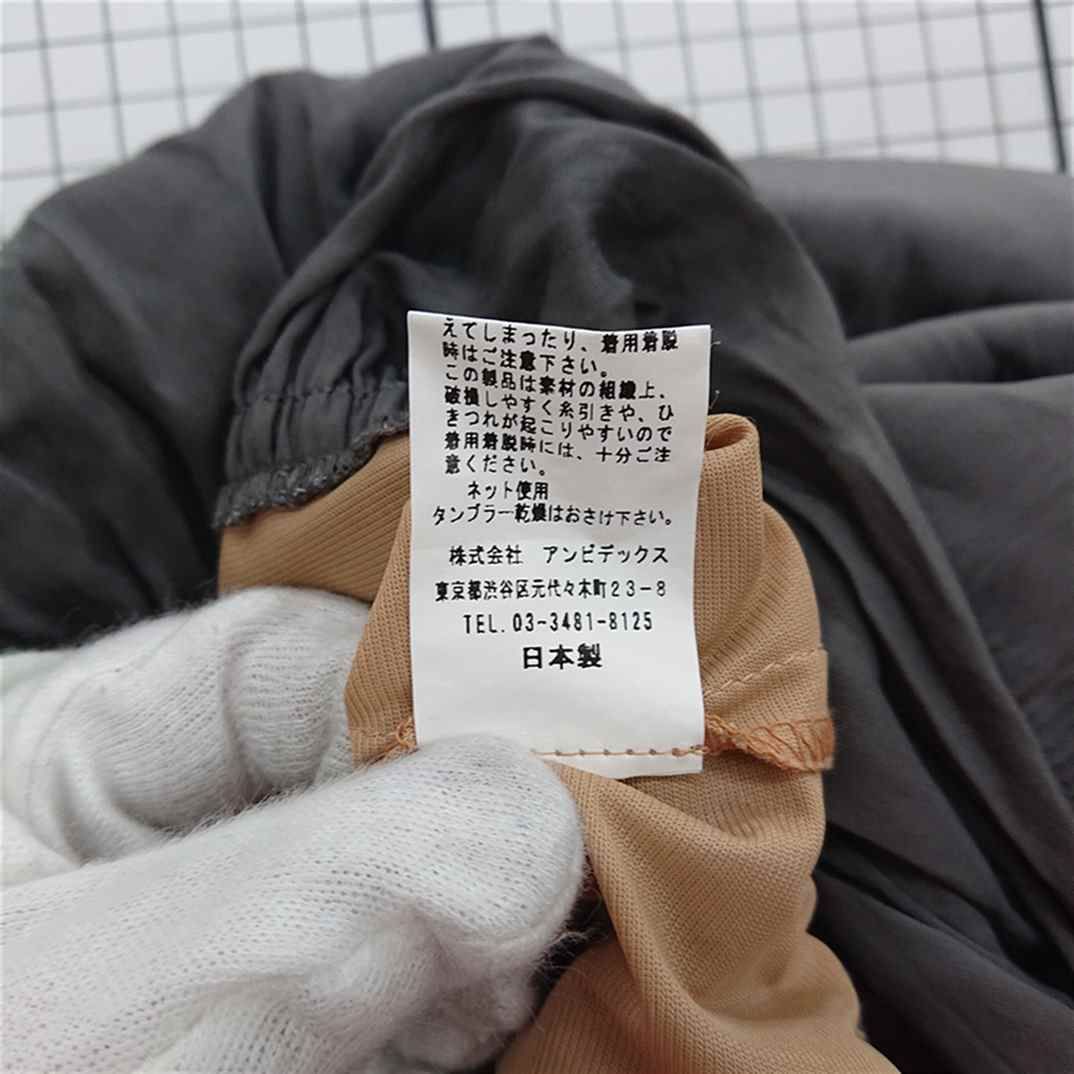 えてしまったり、着用着脱
時はご注意下さい。
この製品は素材の組織上、
破損しやすく糸引きや、ひ
きつれが起こりやすいので
着用着脱時には、十分ご注
意ください。
ネット使用
タンブラー乾燥はおさけ下さい。
株式会社 アンビデックス
東京都渋谷区元代々木町23-8
TEL.03-3481-8125
日本製